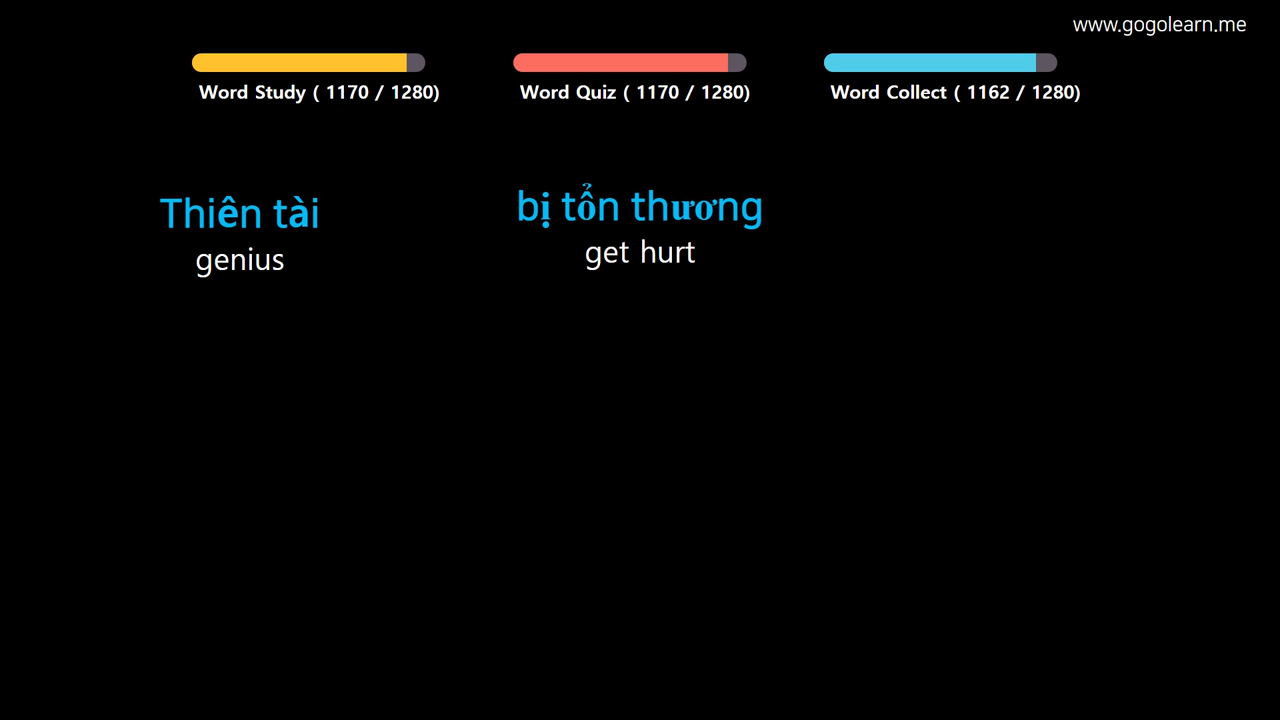 www.gogolearn.me
Word Study ( 1170 / 1280)
Word Quiz ( 1170 / 1280)
Word Collect ( 1162 / 1280)
Thiên tài
genius
bị tổn thương
get hurt